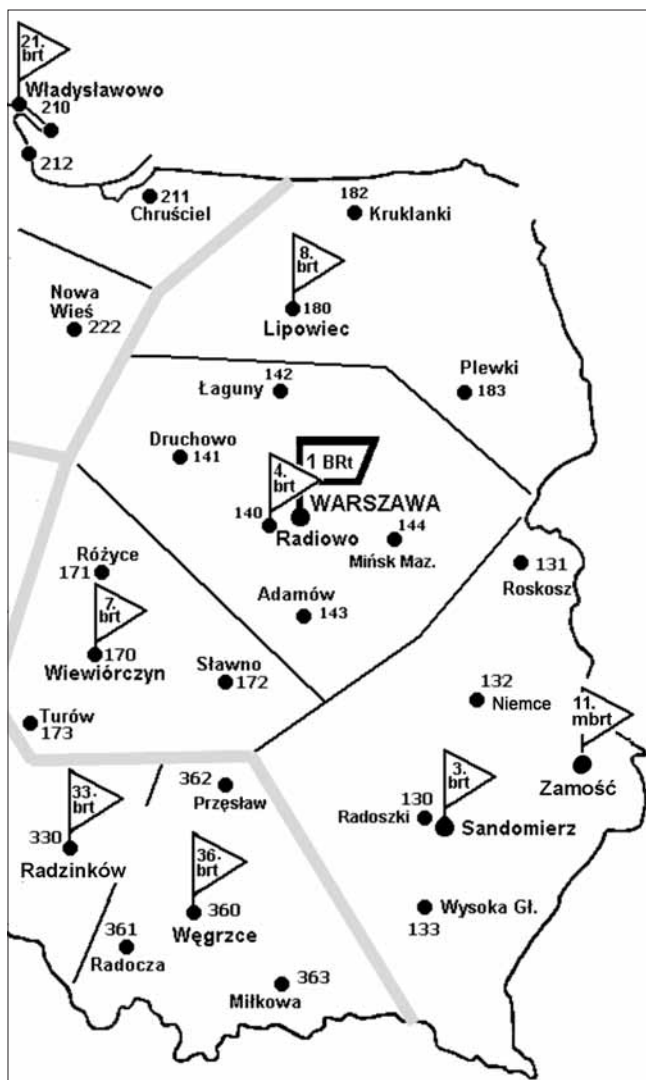 21.
brt
Władysławowo
210
212
211
Chruściel
182
Kruklanki
8.
brt
180
Lipowiec
Nowa
Wieś
222
142
Łaguny
Plewki
183
Druchowo
141
1 BRt
4.
brt
WARSZAWA
140
Radiowo
144
Mińsk Maz.
131
Roskosz
Różyce
171
7.
brt
170
Wiewiórczyn
Adamów
143
Sławno
172
132
Niemce
11.
mbrt
Zamość
Turów
173
362
Przęsław
33.
brt
330
Radzinków
3.
brt
130
Radoszki
Sandomierz
36.
brt
360
Węgrzce
Wysoka Gł.
133
361
Radocza
363
Miłkowa